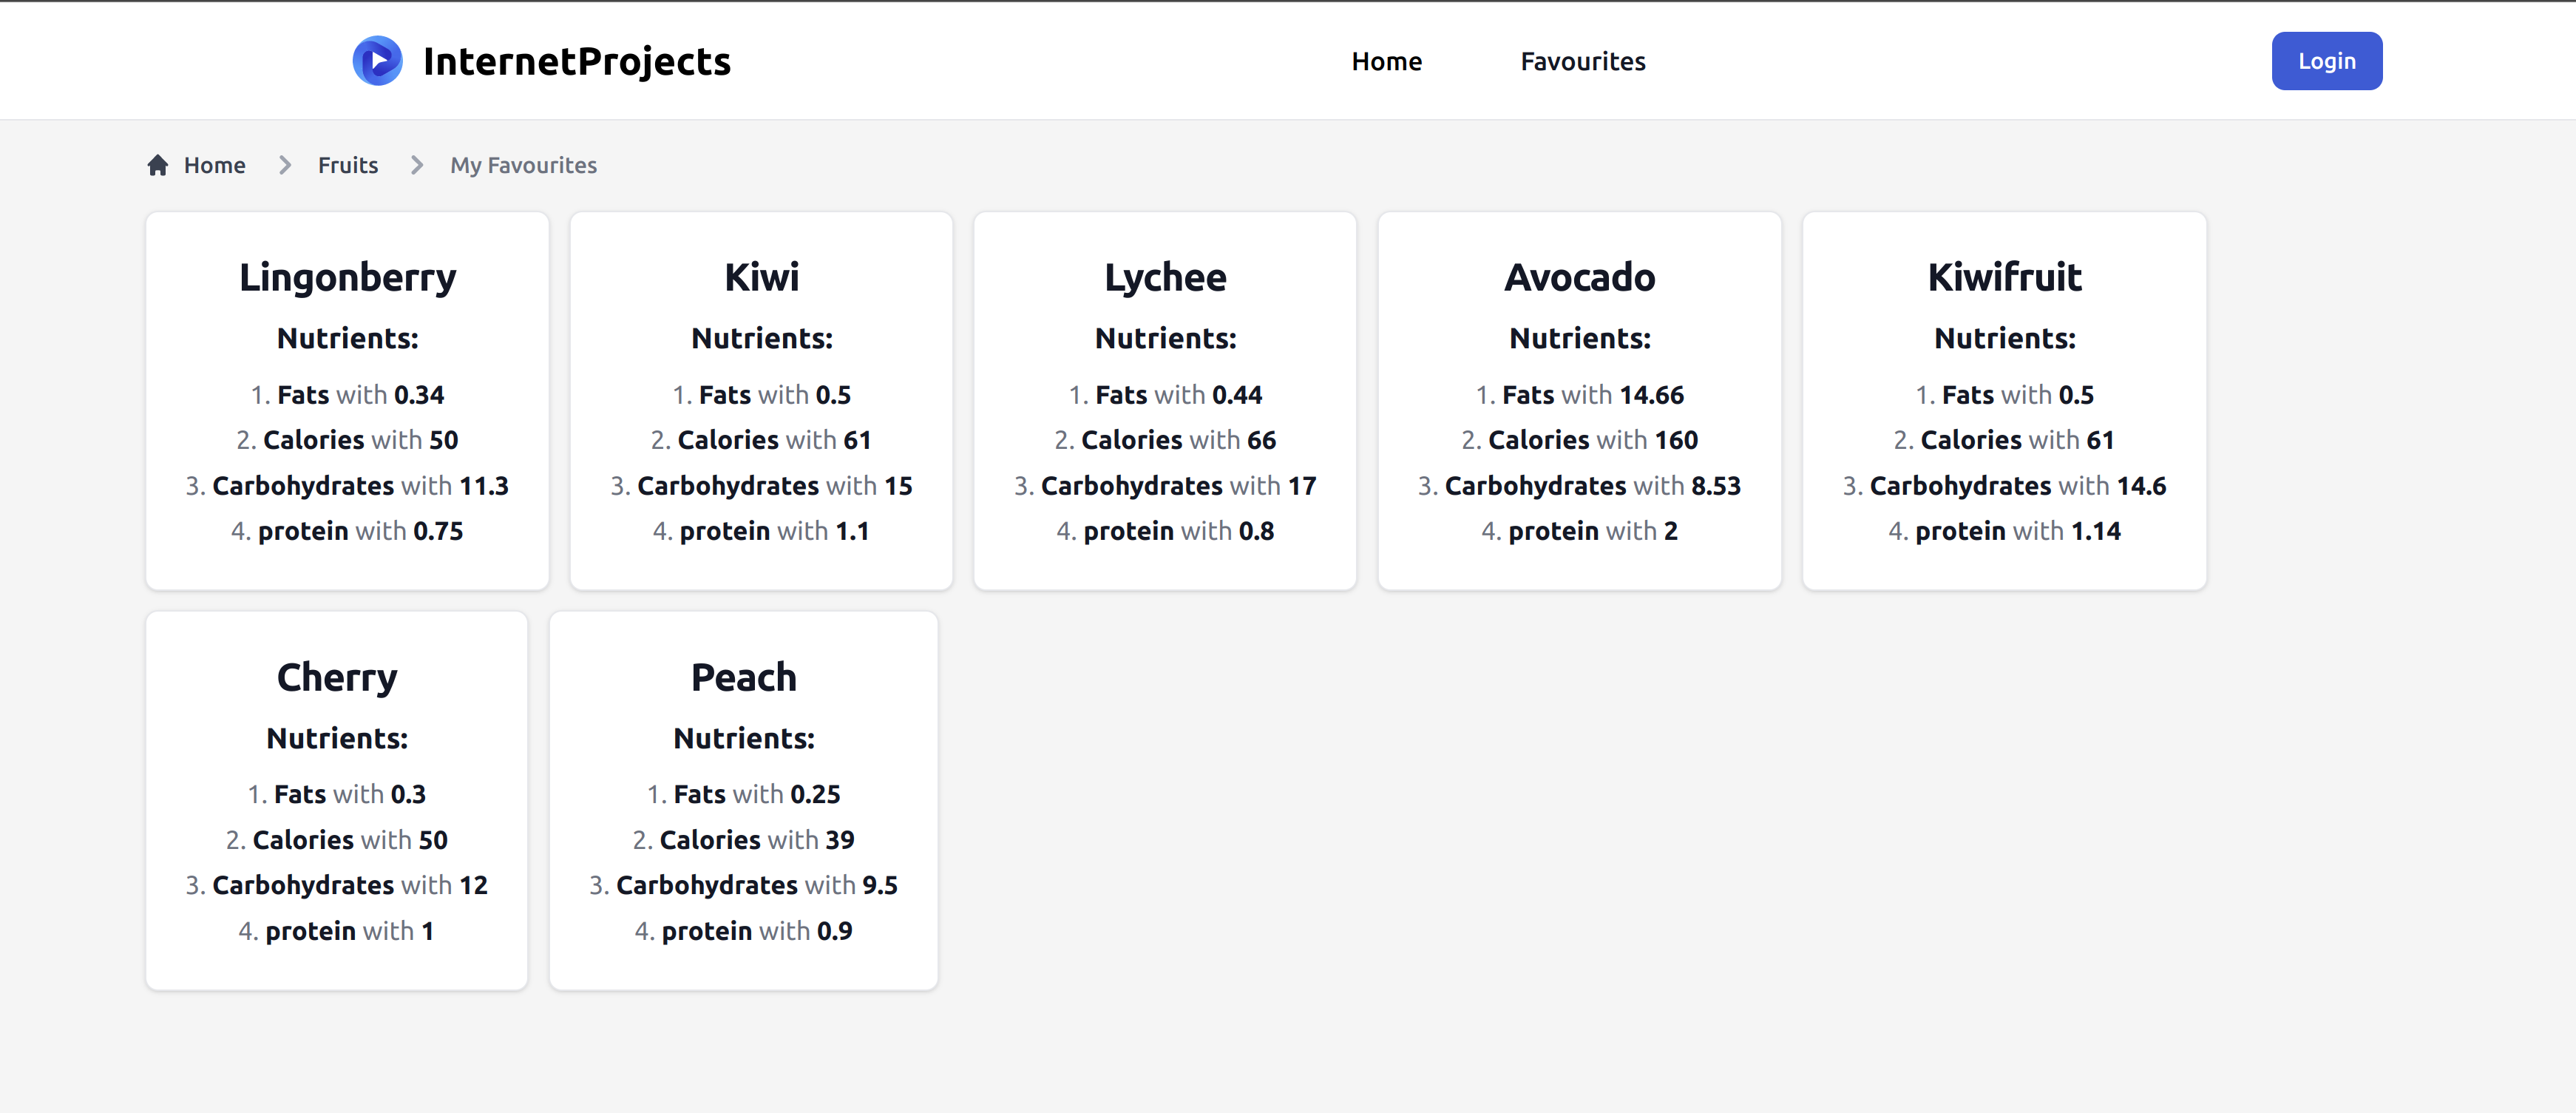 InternetProjects
Home
Favourites
Login
Home
Fruits
My Favourites
Lingonberry
Nutrients:
1. Fats with 0.34
2. Calories with 50
3. Carbohydrates with 11.3
4. protein with 0.75
Kiwi
Nutrients:
1. Fats with 0.5
2. Calories with 61
3. Carbohydrates with 15
4. protein with 1.1
Lychee
Nutrients:
1. Fats with 0.44
2. Calories with 66
3. Carbohydrates with 17
4. protein with 0.8
Avocado
Nutrients:
1. Fats with 14.66
2. Calories with 160
3. Carbohydrates with 8.53
4. protein with 2
Kiwifruit
Nutrients:
1. Fats with 0.5
2. Calories with 61
3. Carbohydrates with 14.6
4. protein with 1.14
Cherry
Nutrients:
1. Fats with 0.3
2. Calories with 50
3. Carbohydrates with 12
4. protein with 1
Peach
Nutrients:
1. Fats with 0.25
2. Calories with 39
3. Carbohydrates with 9.5
4. protein with 0.9